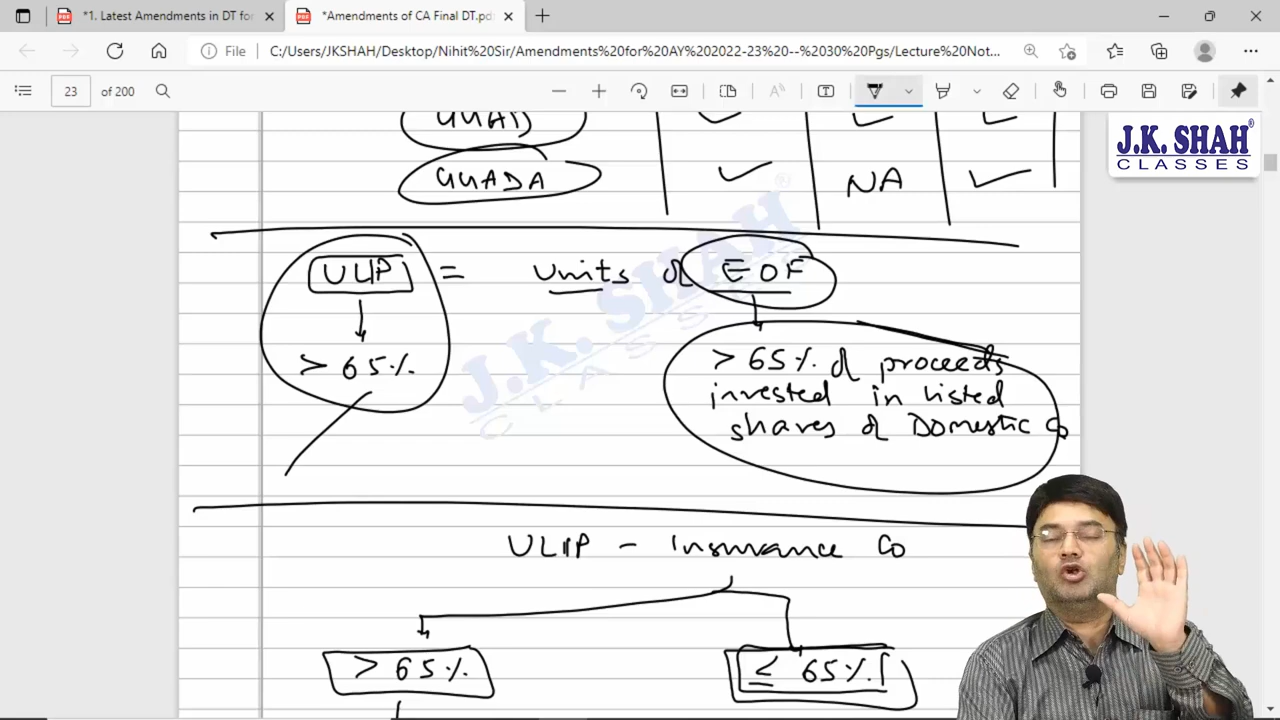 *1. Latest Amendments in DT for
*Amendments of CA Final DT.pd
File C:/Users/JKSHAH/Desktop/Nihit%20Sir/Amendments%20for%20AY%202022-23%20--%2030%20Pgs/Lecture%20Not...
23 of 200
J.K. SHAH®
CLASSES
GUADA NA
ULIP = units of EOF
> 65%
> 65% of proceeds
invested in listed
shares of Domestic Co
J.K. SHAH®
CLASSES
ULIP - Insurance Co
> 65% ≤ 65%